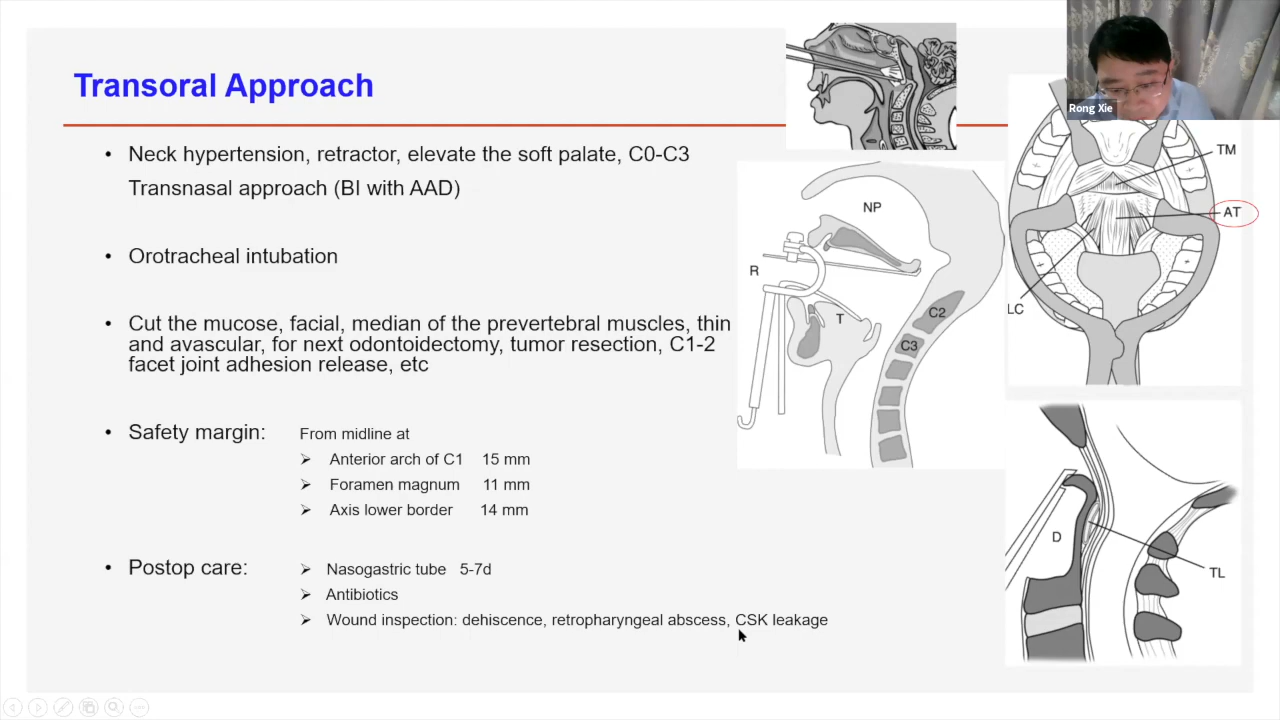 Transoral Approach
Rong Xie
• Neck hypertension, retractor, elevate the soft palate, C0-C3
Transnasal approach (BI with AAD)
• Orotracheal intubation
• Cut the mucose, facial, median of the prevertebral muscles, thin
and avascular, for next odontoidectomy, tumor resection, C1-2
facet joint adhesion release, etc
• Safety margin: From midline at
➢ Anterior arch of C1 15 mm
➢ Foramen magnum 11 mm
➢ Axis lower border 14 mm
• Postop care: ➢ Nasogastric tube 5-7d
➢ Antibiotics
➢ Wound inspection: dehiscence, retropharyngeal abscess, CSK leakage
NP
R
T
C2
C3
TM
AT
LC
D
TL